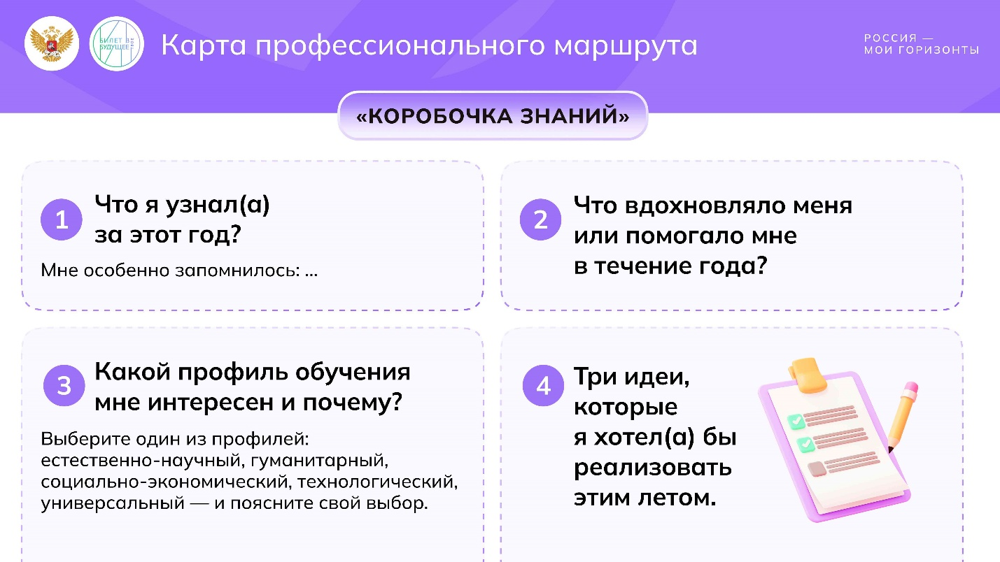 БИЛЕТ В
БУДУЩЕЕ
Карта профессионального маршрута
РОССИЯ —
МОИ ГОРИЗОНТЫ
«КОРОБОЧКА ЗНАНИЙ»
1
Что я узнал(а)
за этот год?
Мне особенно запомнилось: ...
2
Что вдохновляло меня
или помогало мне
в течение года?
3
Какой профиль обучения
мне интересен и почему?
Выберите один из профилей:
естественно-научный, гуманитарный,
социально-экономический, технологический,
универсальный — и поясните свой выбор.
4
Три идеи,
которые
я хотел(а) бы
реализовать
этим летом.